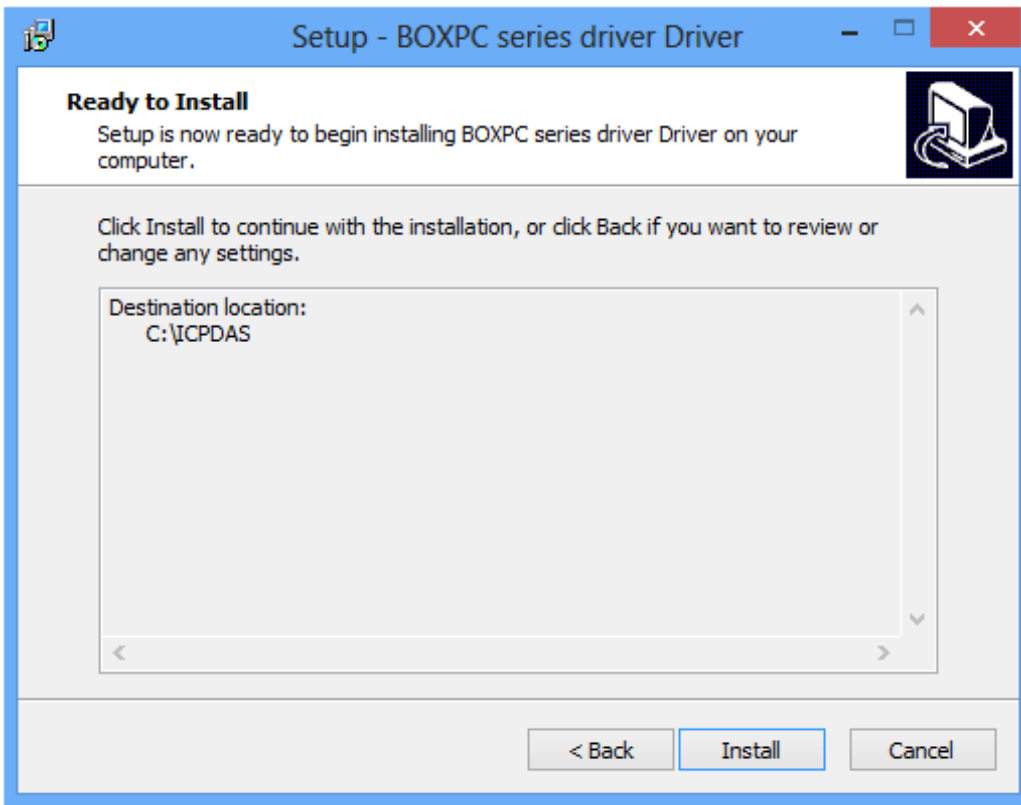 Setup - BOXPC series driver Driver
Ready to Install
Setup is now ready to begin installing BOXPC series driver Driver on your
computer.
Click Install to continue with the installation, or click Back if you want to review or
change any settings.
Destination location:
C:\ICPDAS
< Back
Install
Cancel